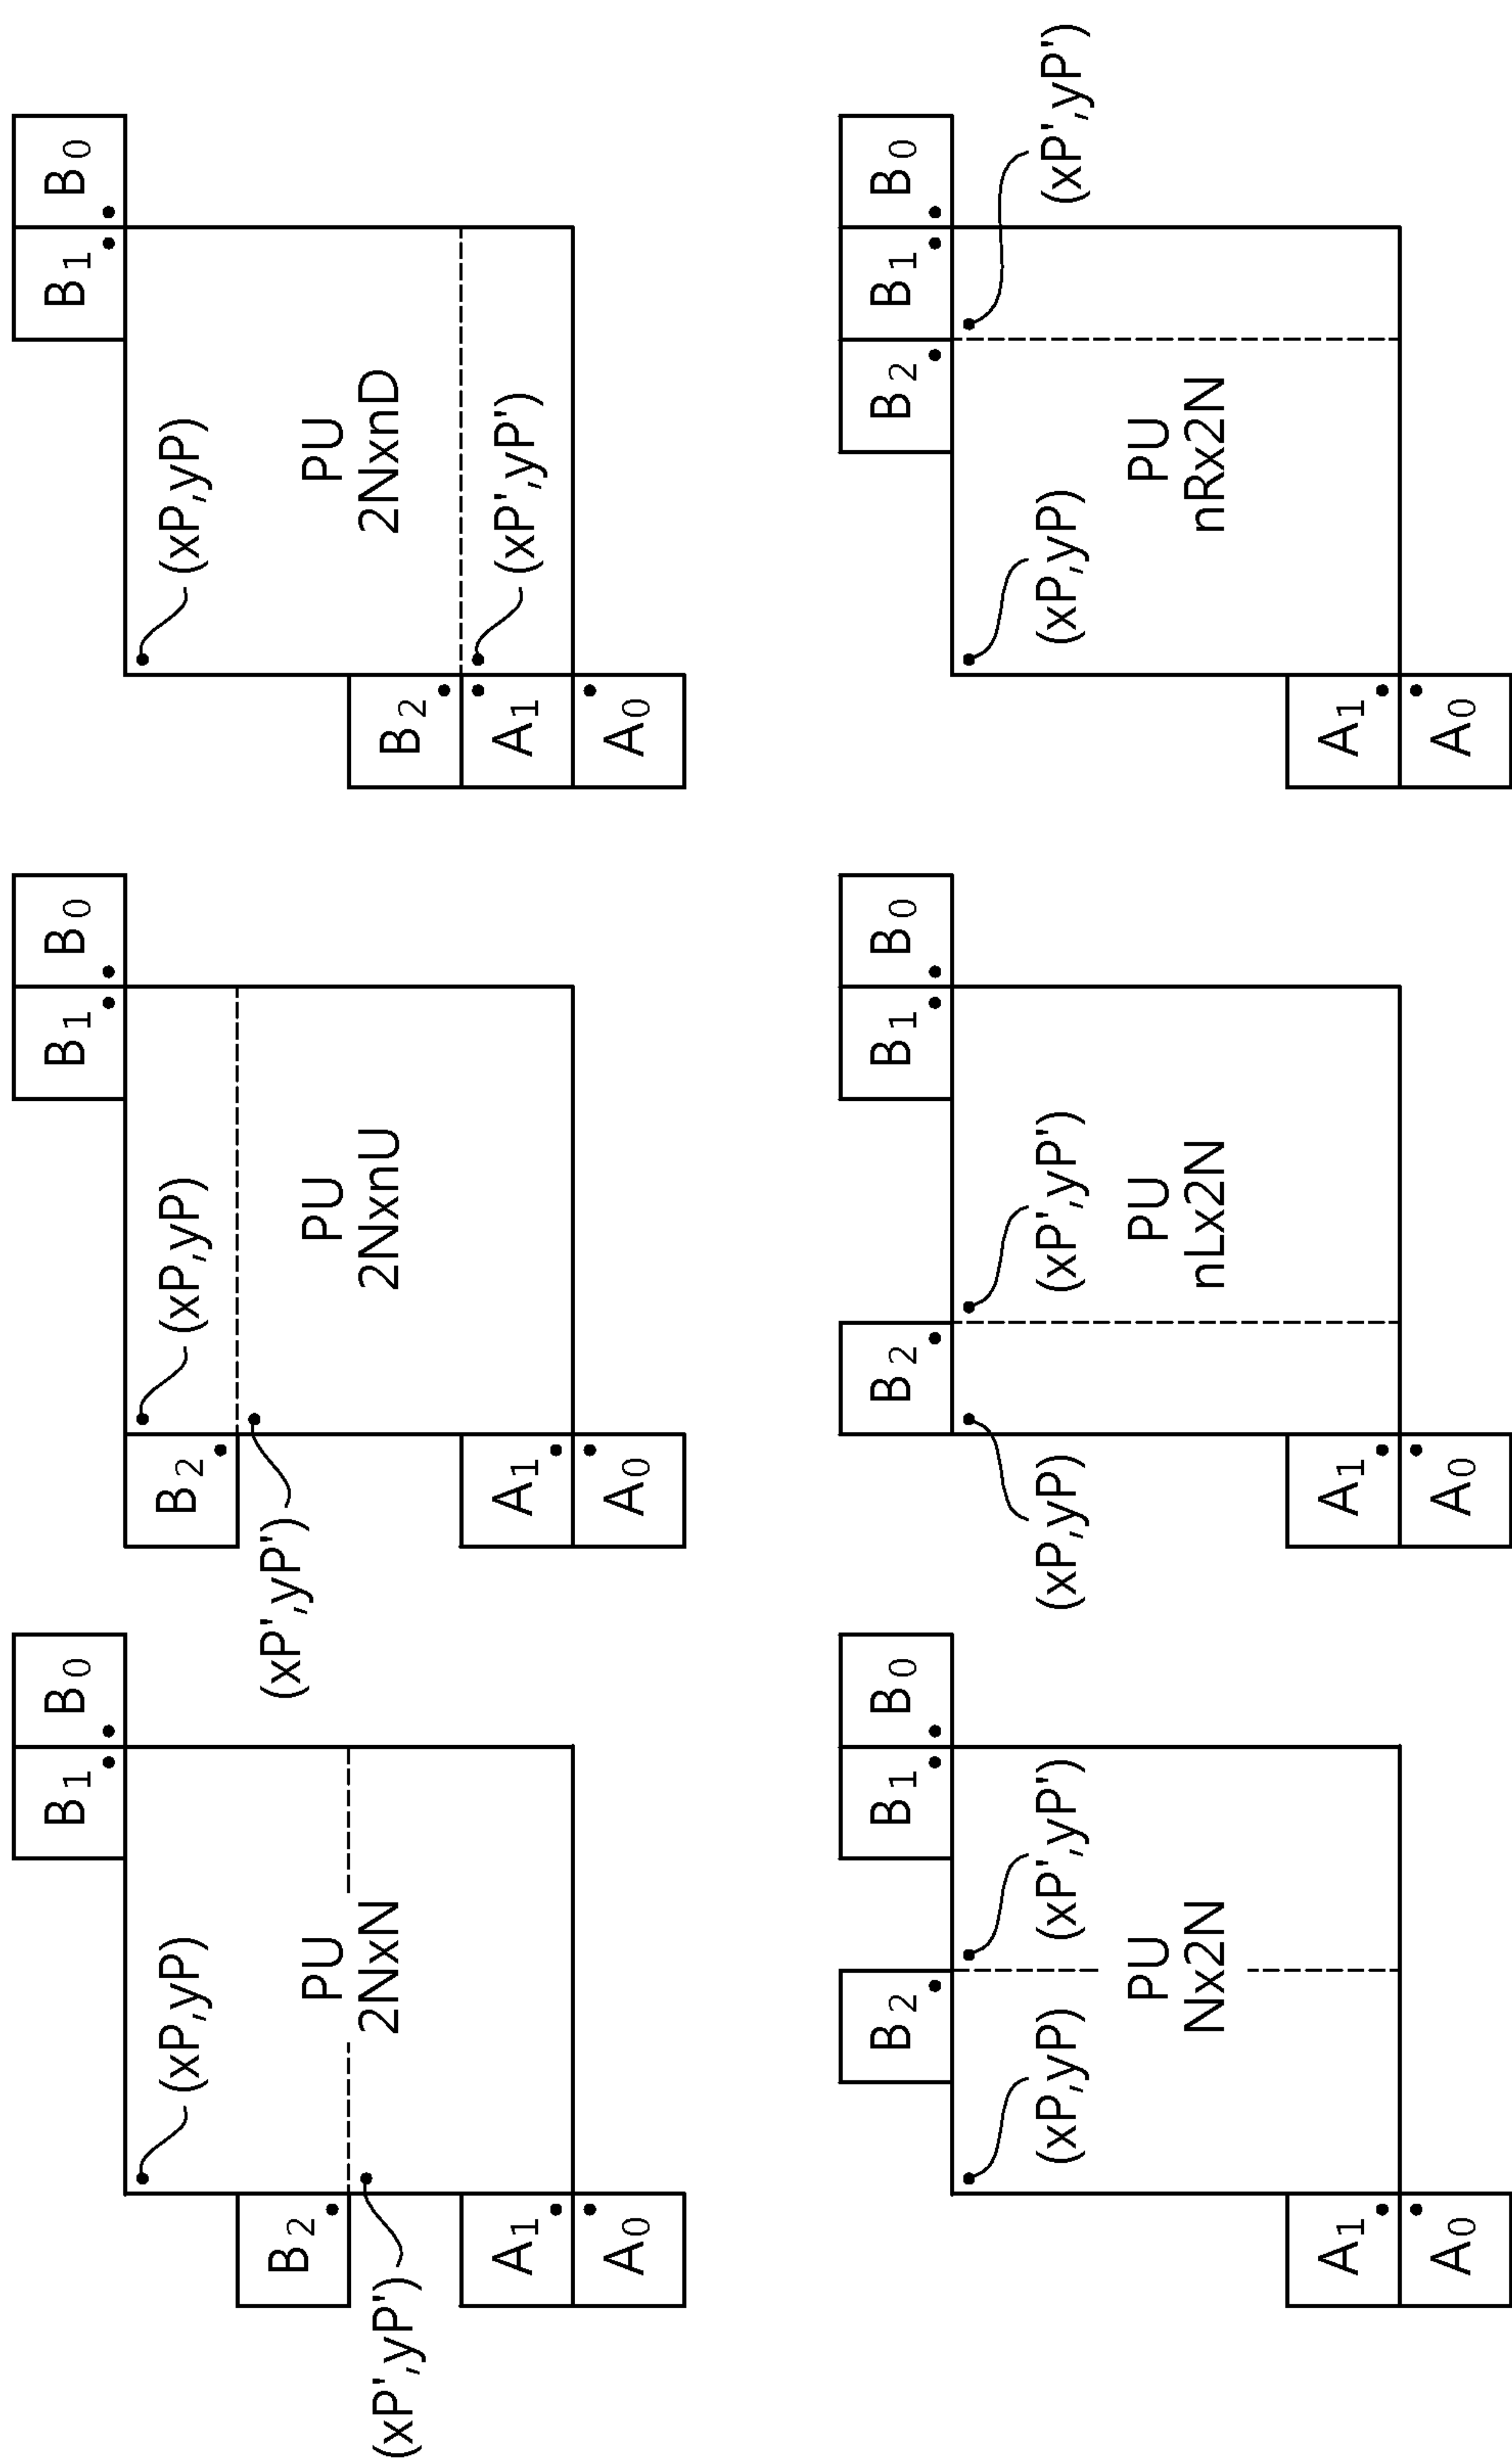 B1 B0
(xP,yP)
B2
PU
2NxN
(xP',yP')
A1
A0
B1 B0
(xP,yP)
B2
(xP',yP')
PU
2NxnU
A1
A0
B1 B0
(xP,yP)
PU
2NxnD
B2
A1 (xP',yP')
A0
B2 B1 B0
(xP,yP) (xP',yP')
PU
Nx2N
A1
A0
B2 B1 B0
(xP,yP) (xP',yP')
PU
nLx2N
A1
A0
B2 B1 B0
(xP,yP) (xP',yP')
PU
nRx2N
A1
A0